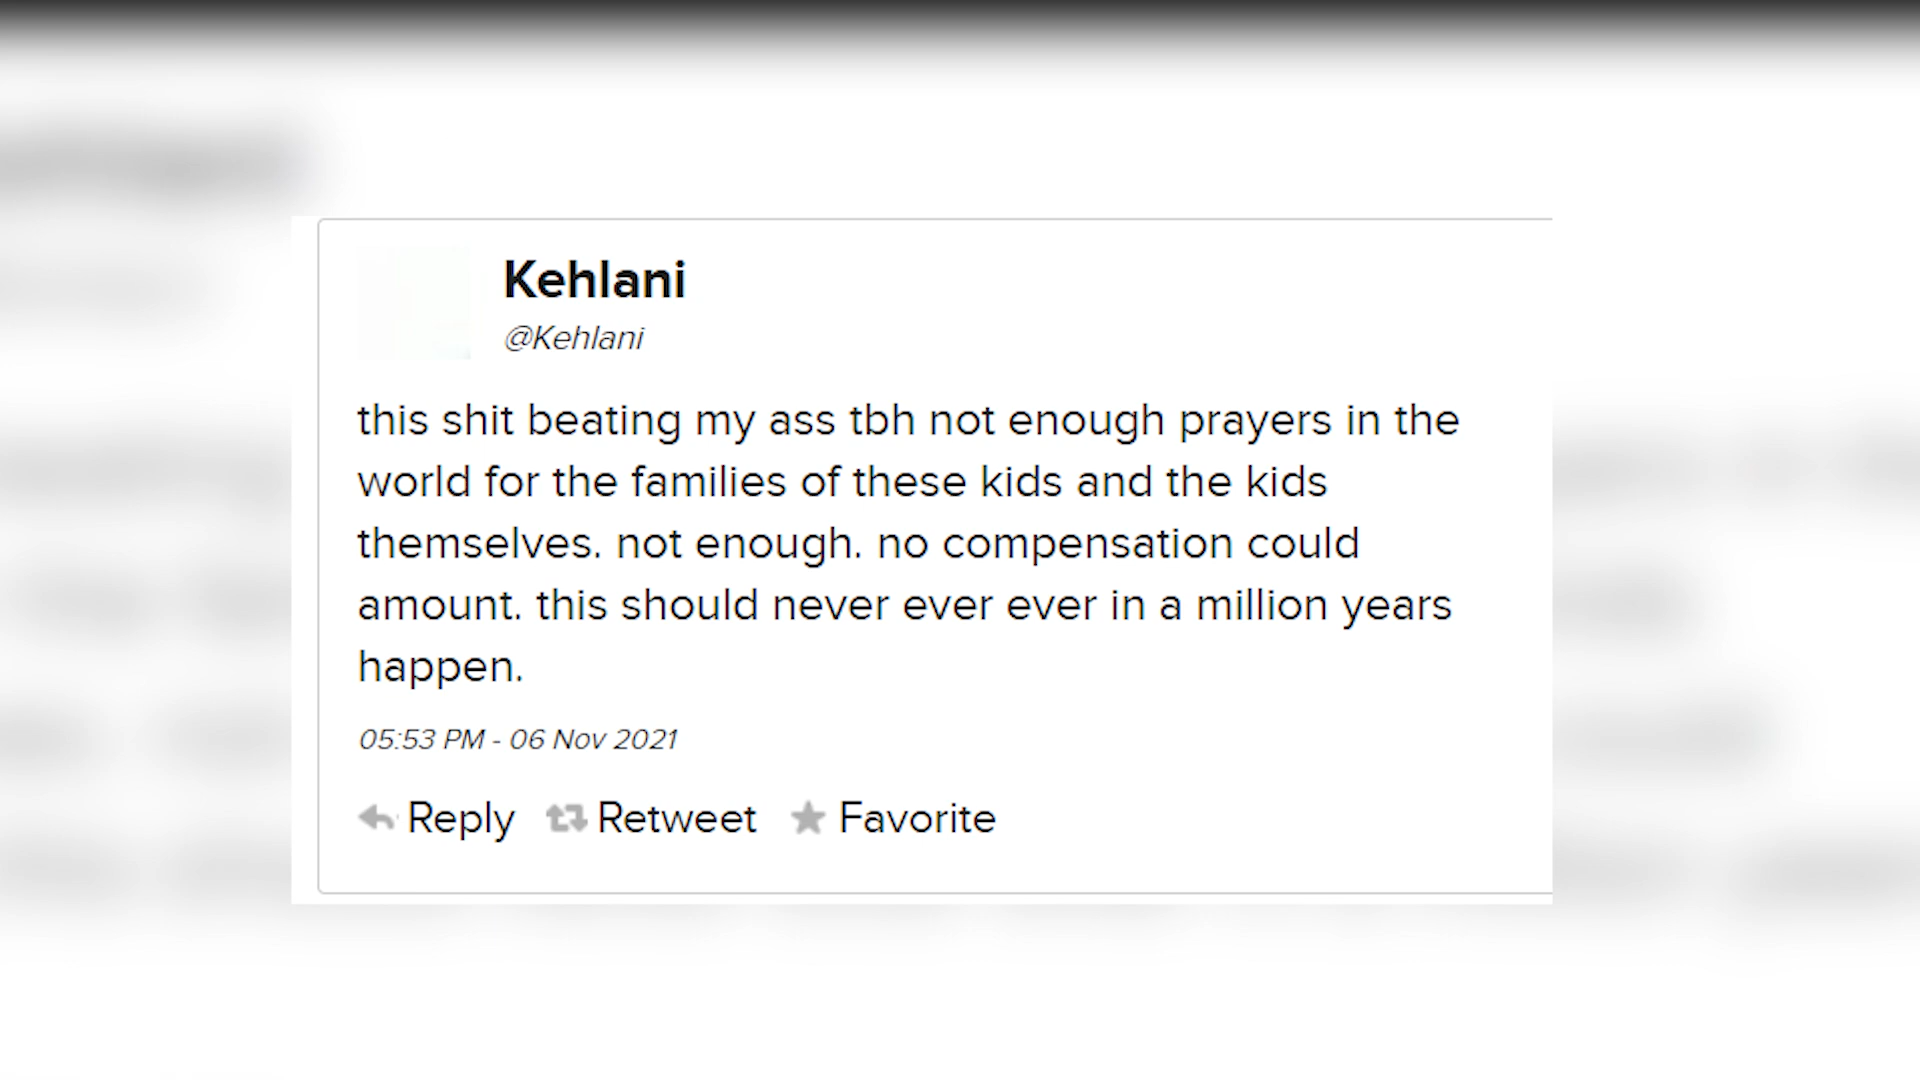 Kehlani
@Kehlani
this shit beating my ass tbh not enough prayers in the
world for the families of these kids and the kids
themselves. not enough. no compensation could
amount. this should never ever ever in a million years
happen.
05:53 PM - 06 Nov 2021
Reply Retweet Favorite